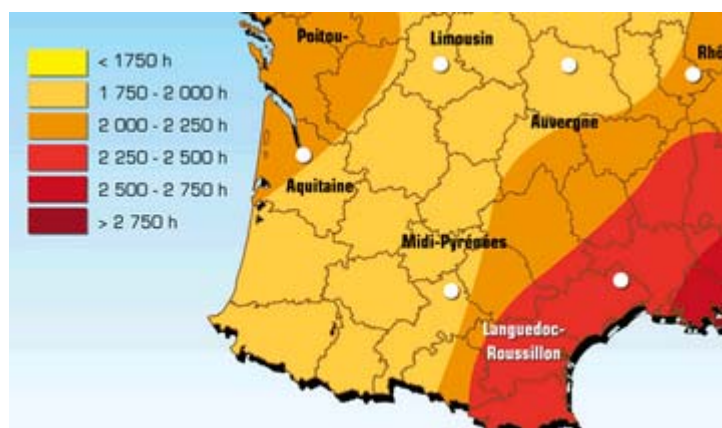 < 1750 h
1 750 - 2 000 h
2 000 - 2 250 h
2 250 - 2 500 h
2 500 - 2 750 h
> 2 750 h
Poitou-
Limousin
Rhô
Auvergne
Aquitaine
Midi-Pyrénées
Languedoc-
Roussillon